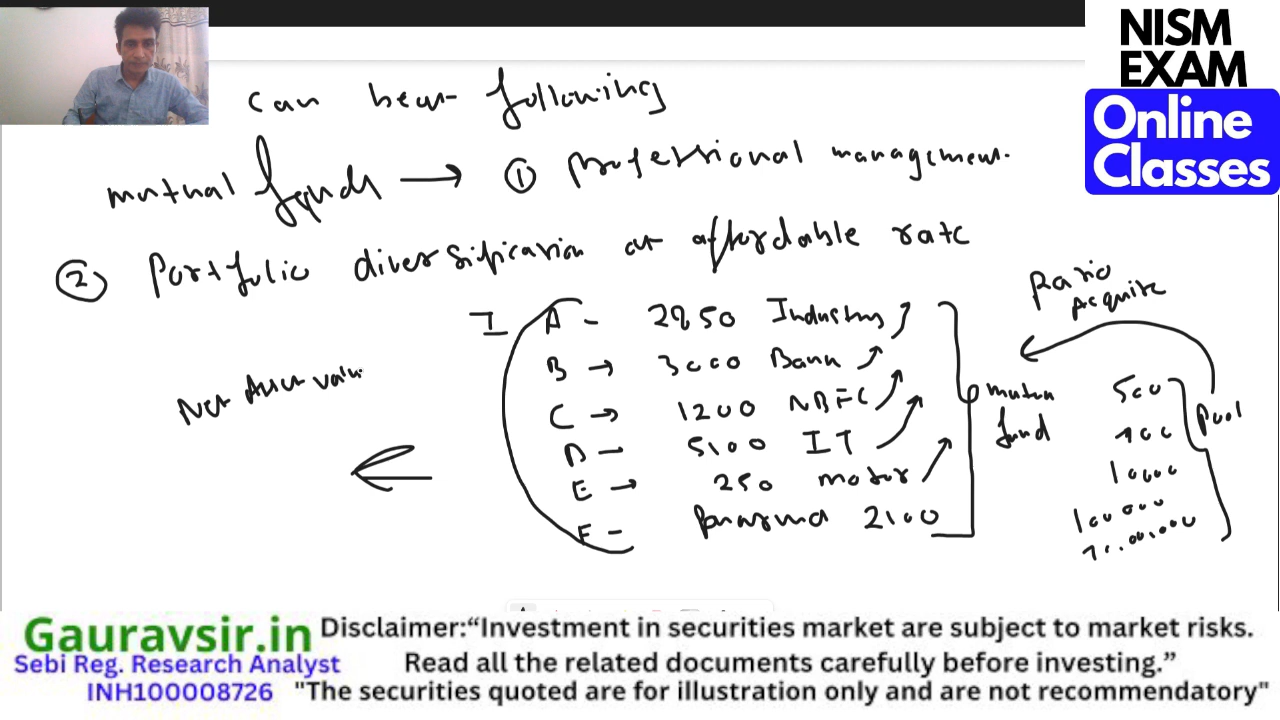 NISM
EXAM
Online
Classes
can bear following
mutual funds → ① professional management.
② Portfolio diversification at affordable rate
Ratio
Acquire
I A - 2850 Industry
B → 3000 Bank
C → 1200 NBFC
D - 5100 IT
E → 250 motor
F - 2100
mutual
fund
500
10000
100000
Pool
Net Asset value
Gauravsir.in
Sebi Reg. Research Analyst
INH100008726
Disclaimer:“Investment in securities market are subject to market risks.
Read all the related documents carefully before investing.”
"The securities quoted are for illustration only and are not recommendatory"